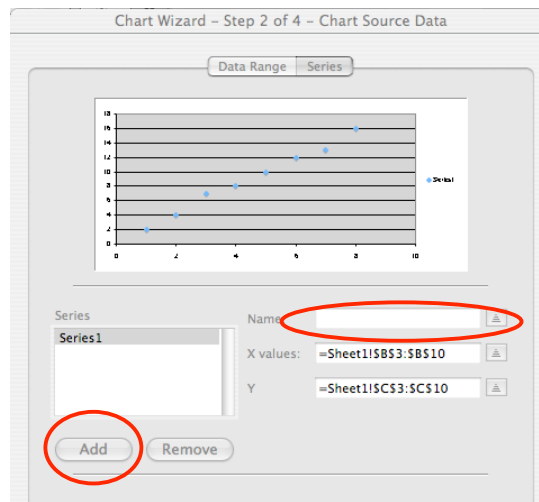 Chart Wizard – Step 2 of 4 – Chart Source Data
Data Range Series
18
16
14
12
10
8
6
4
2
0
0 2 4 6 8 10
Series1
Series
Series1
Name:
X values: =Sheet1!$B$3:$B$10
Y =Sheet1!$C$3:$C$10
Add Remove